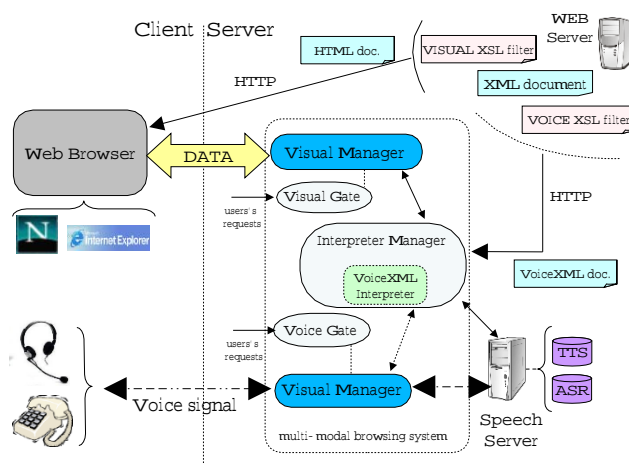 Client
Server
WEB
Server
HTML doc.
VISUAL XSL filter
XML document
VOICE XSL filter
HTTP
Web Browser
DATA
Visual Manager
Visual Gate
users's
requests
HTTP
N
Internet Explorer
Interpreter Manager
VoiceXML
Interpreter
VoiceXML doc.
Voice Gate
users's
requests
TTS
ASR
Voice signal
Visual Manager
Speech
Server
multi- modal browsing system